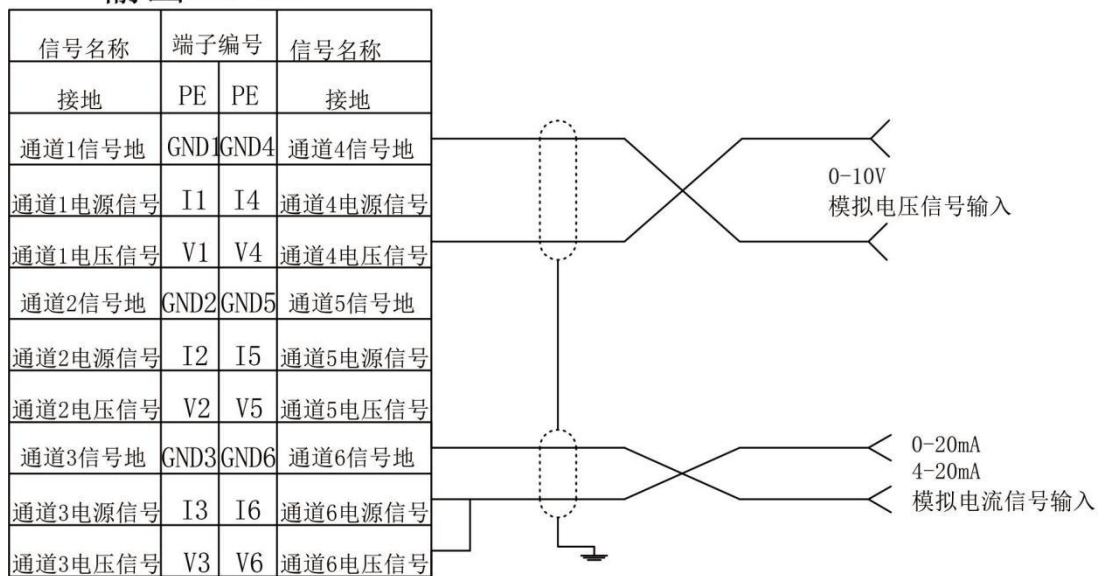 信号名称 端子编号 信号名称
接地 PE PE 接地
通道1信号地 GND1 GND4 通道4信号地
通道1电源信号 I1 I4 通道4电源信号
通道1电压信号 V1 V4 通道4电压信号
通道2信号地 GND2 GND5 通道5信号地
通道2电源信号 I2 I5 通道5电源信号
通道2电压信号 V2 V5 通道5电压信号
通道3信号地 GND3 GND6 通道6信号地
通道3电源信号 I3 I6 通道6电源信号
通道3电压信号 V3 V6 通道6电压信号
0-10V
模拟电压信号输入
0-20mA
4-20mA
模拟电流信号输入